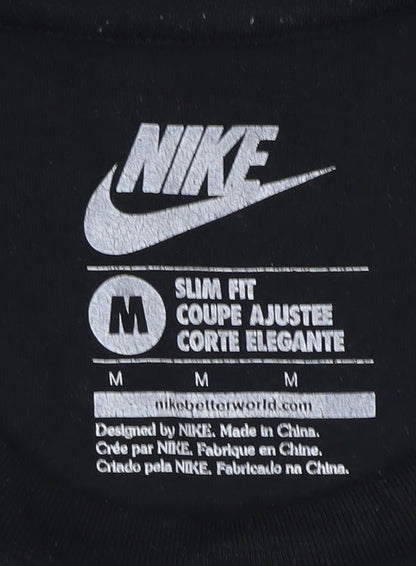 NIKE
M
SLIM FIT
COUPE AJUSTEE
CORTE ELEGANTE
M M M
nikebetterworld.com
Designed by NIKE. Made in China.
Crée par NIKE. Fabrique en Chine.
Criado pela NIKE. Fabricado na China.